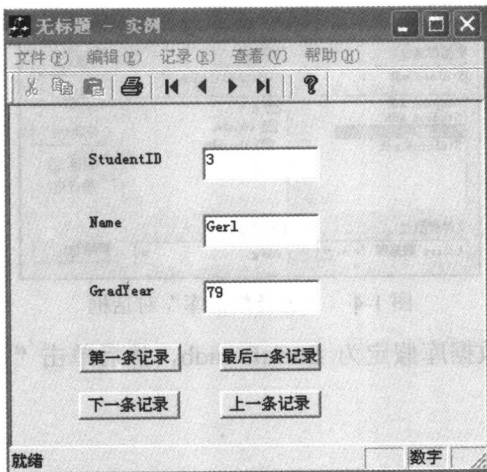 无标题 - 实例
文件(F) 编辑(E) 记录(R) 查看(V) 帮助(H)
StudentID 3
Name Gerl
GradYear 79
第一条记录 最后一条记录
下一条记录 上一条记录
就绪 数字